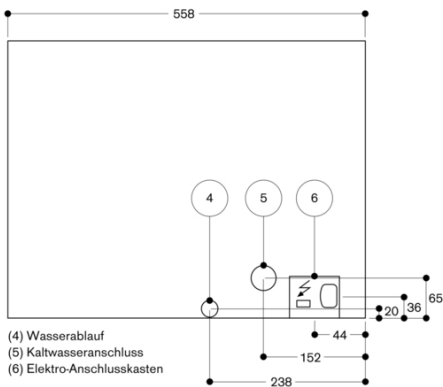 558
4 5 6
65
36
20
44
152
238
(4) Wasserablauf
(5) Kaltwasseranschluss
(6) Elektro-Anschlusskasten